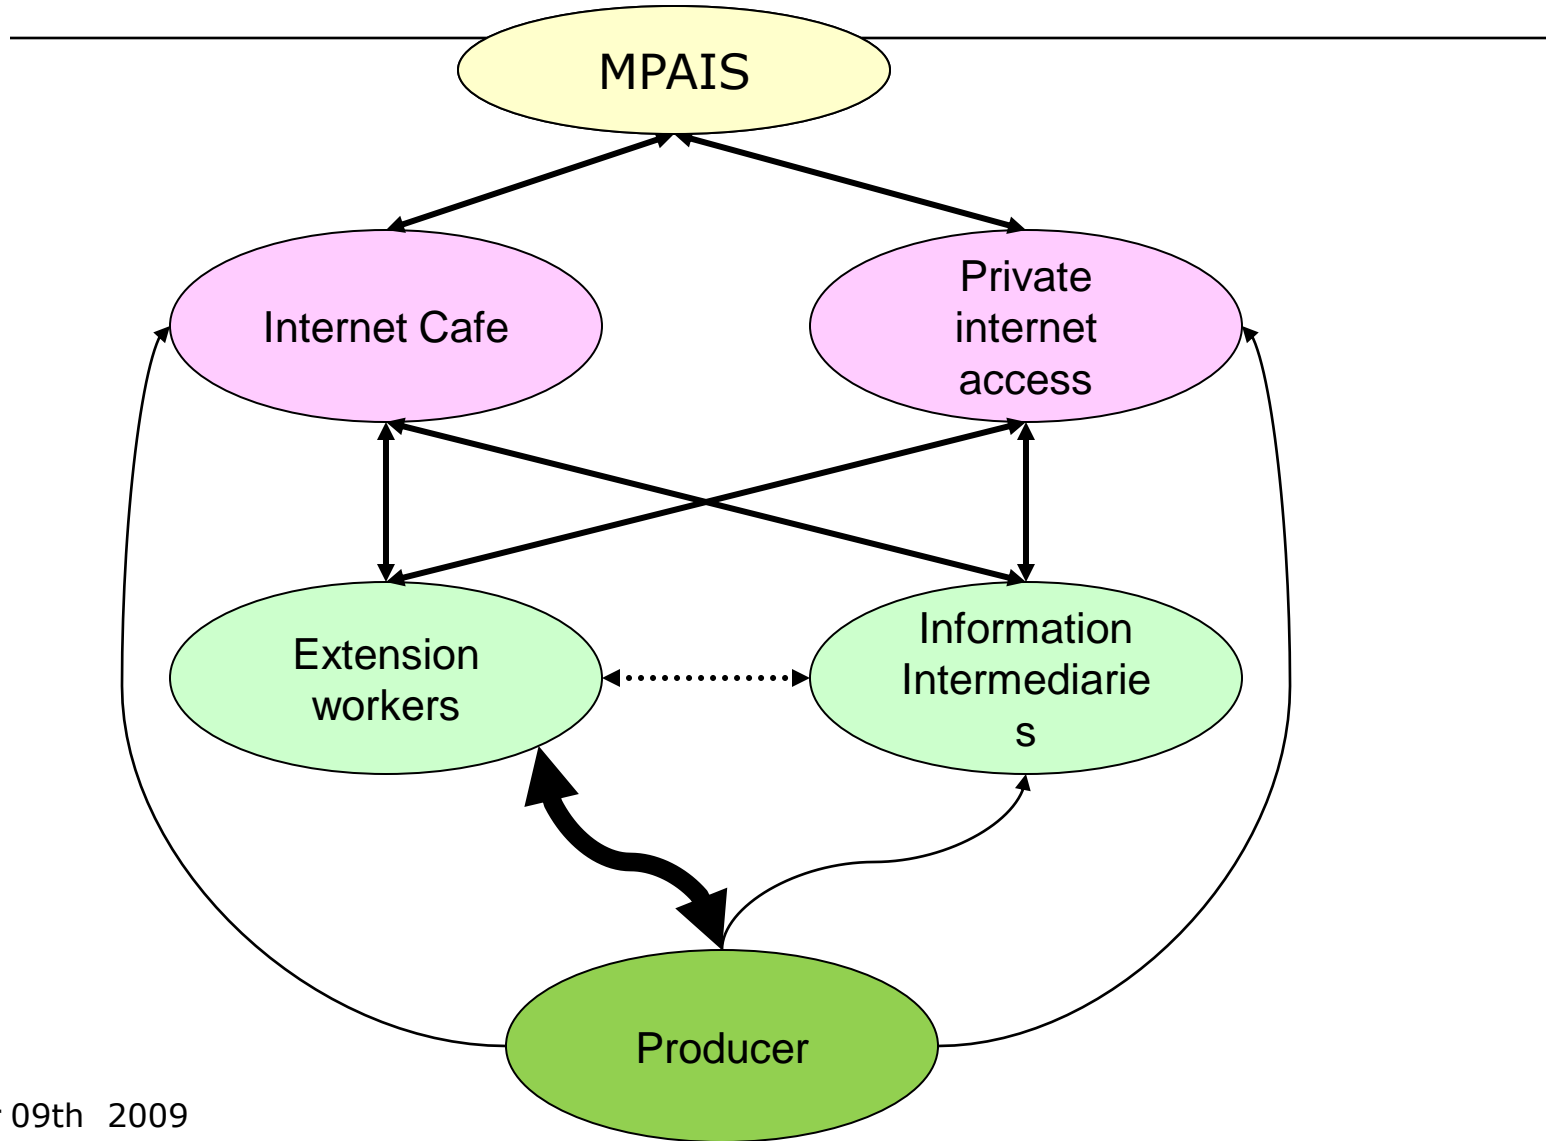 MPAIS
Internet Cafe
Private
internet
access
Extension
workers
Information
Intermediarie
s
Producer
09th 2009